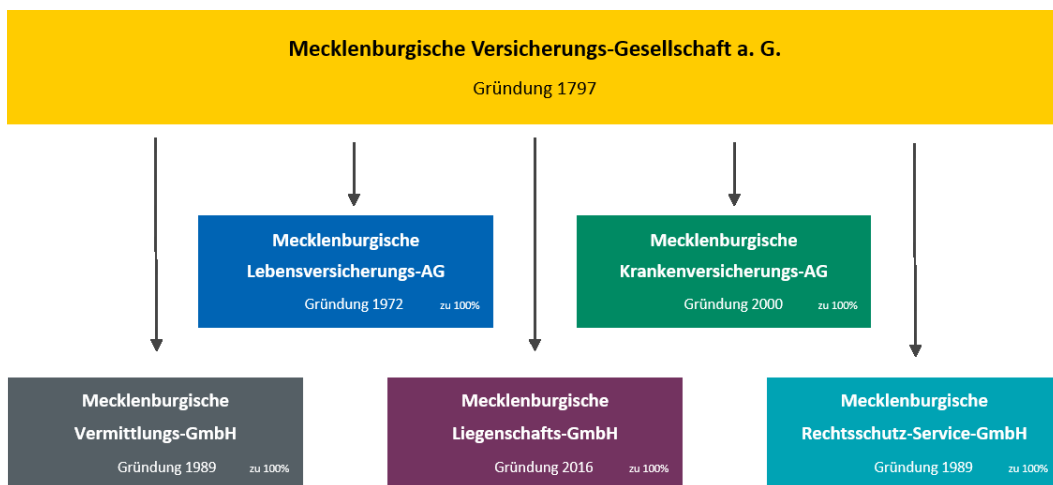 Mecklenburgische Versicherungs-Gesellschaft a. G.
Gründung 1797
Mecklenburgische
Lebensversicherungs-AG
Gründung 1972 zu 100%
Mecklenburgische
Krankenversicherungs-AG
Gründung 2000 zu 100%
Mecklenburgische
Vermittlungs-GmbH
Gründung 1989 zu 100%
Mecklenburgische
Liegenschafts-GmbH
Gründung 2016 zu 100%
Mecklenburgische
Rechtsschutz-Service-GmbH
Gründung 1989 zu 100%